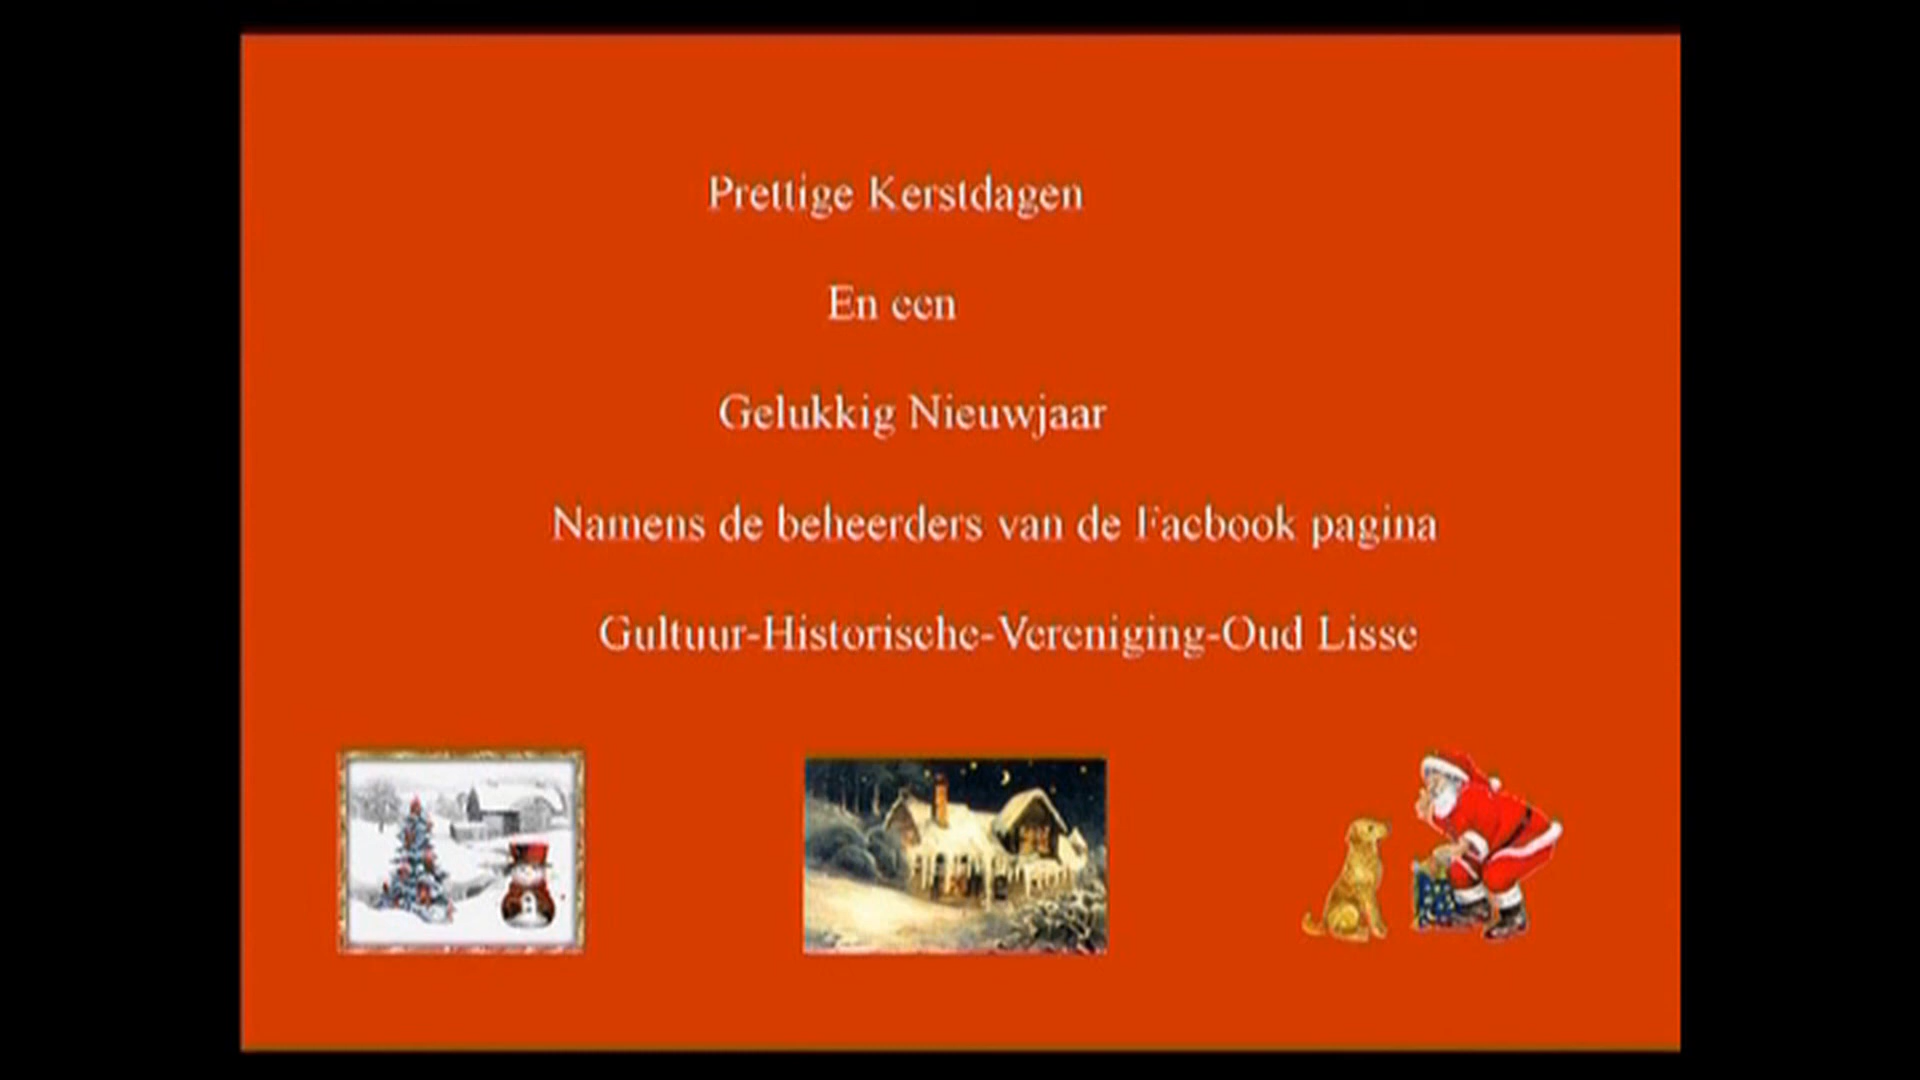 Prettige Kerstdagen
En een
Gelukkig Nieuwjaar
Namens de beheerders van de Facbook pagina
Gultuur-Historische-Vereniging-Oud Lisse